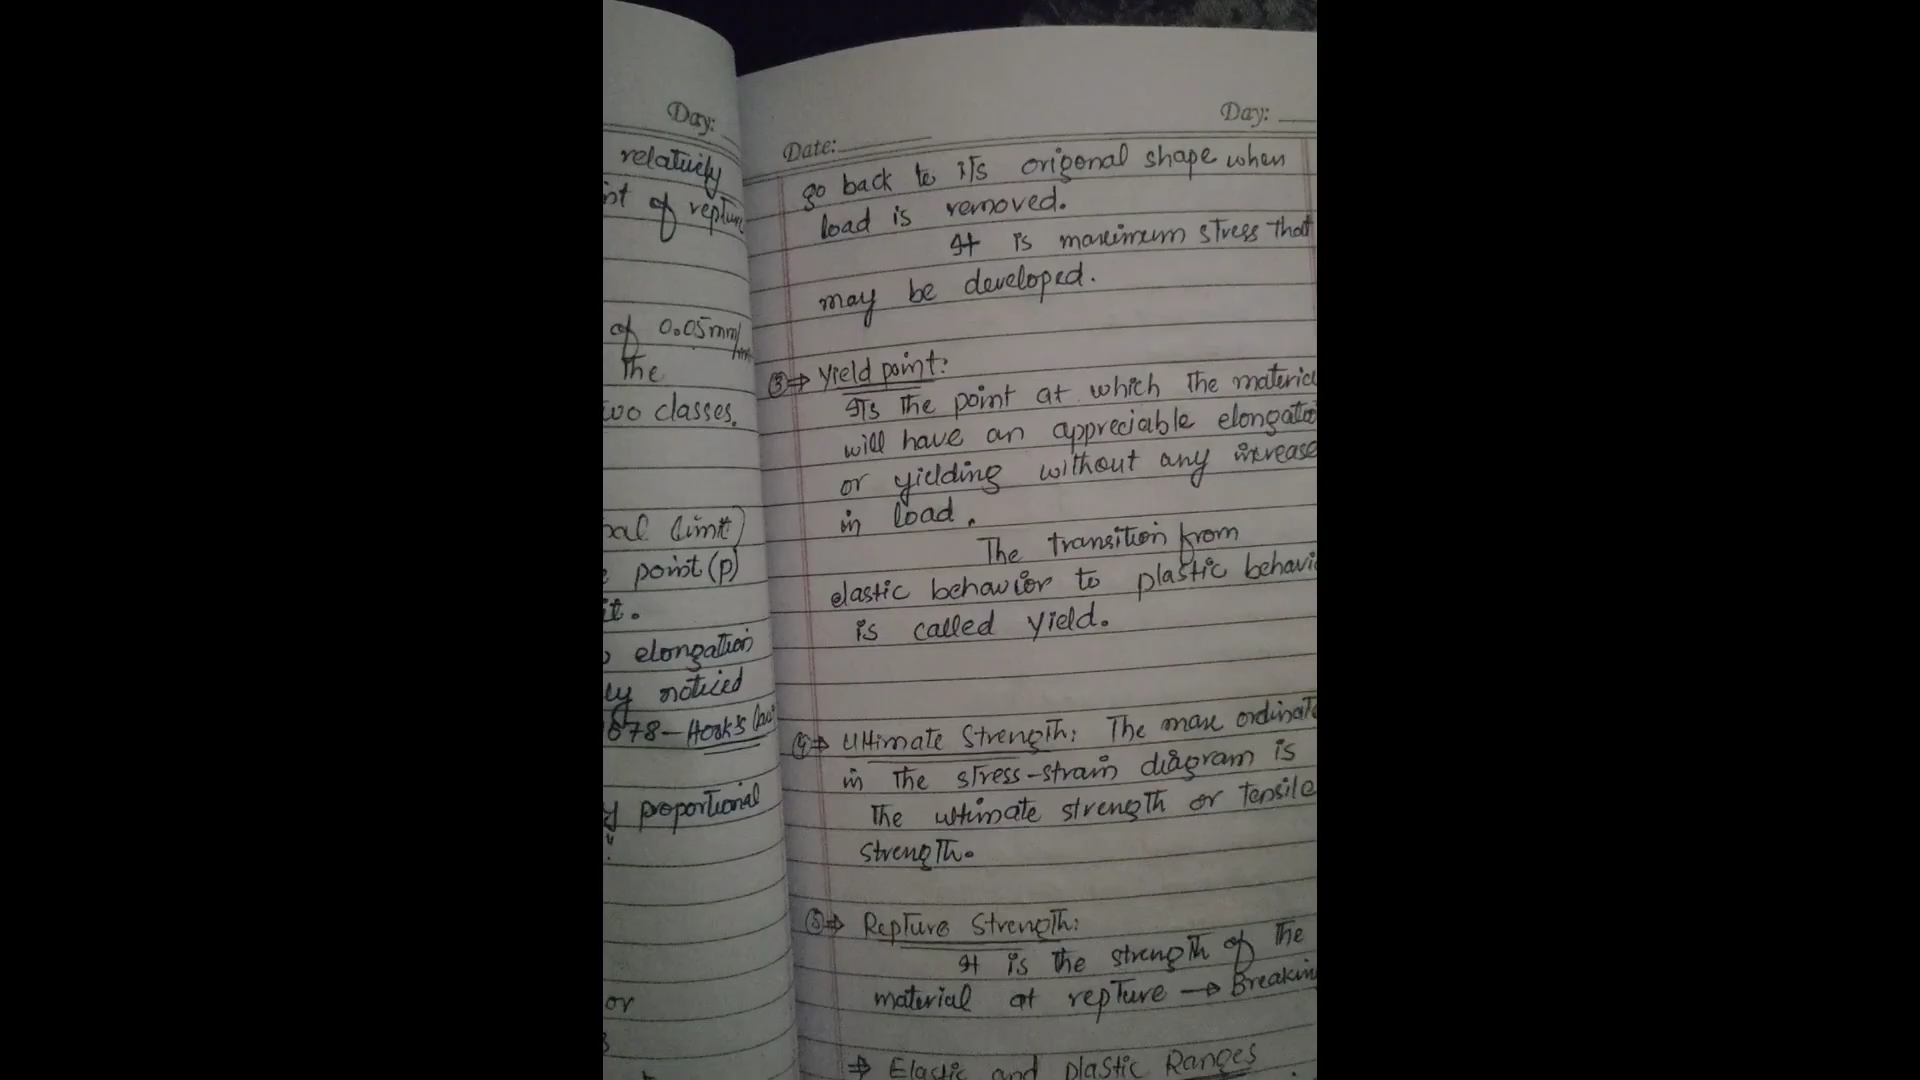 Day:
relatively
of repture
of 0.05mm/mm
The
two classes.
limit)
point (p)
elongation
noticed
678 - Hook's law
proportional
or
Day:
Date:
go back to its origonal shape when
load is removed.
It is maximum stress that
may be developed.
③⇒ Yield point:
Its the point at which the material
will have an appreciable elongatio
or yielding without any increase
in load.
The transition from
elastic behavior to plastic behavi
is called yield.
④⇒ Ultimate Strength: The max ordinate
in the stress-strain diagram is
The ultimate strength or tensile
strength.
⑤⇒ Repture Strength:
It is the strength of the
material at repture → Breakin
⇒ Elastic and plastic Ranges